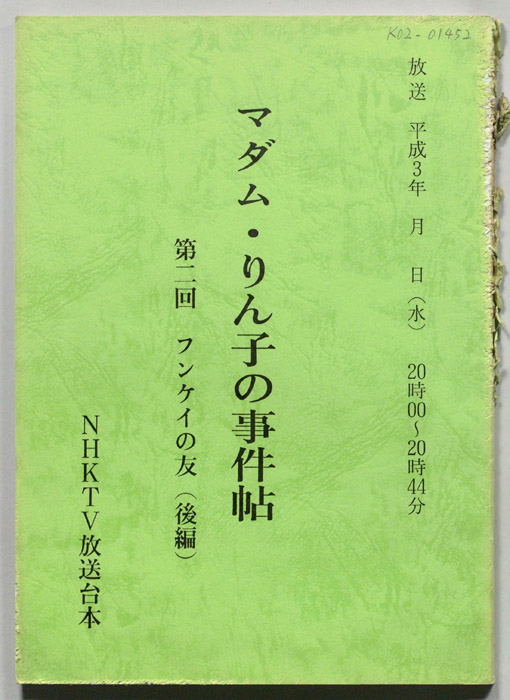 K02-01452
放送 平成3年 月 日(水) 20時00〜20時44分
マダム・りん子の事件帖
第二回 フンケイの友(後編)
NHKTV放送台本